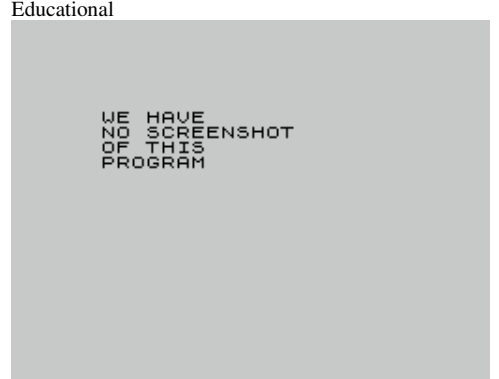 Educational
WE HAVE
NO SCREENSHOT
OF THIS
PROGRAM